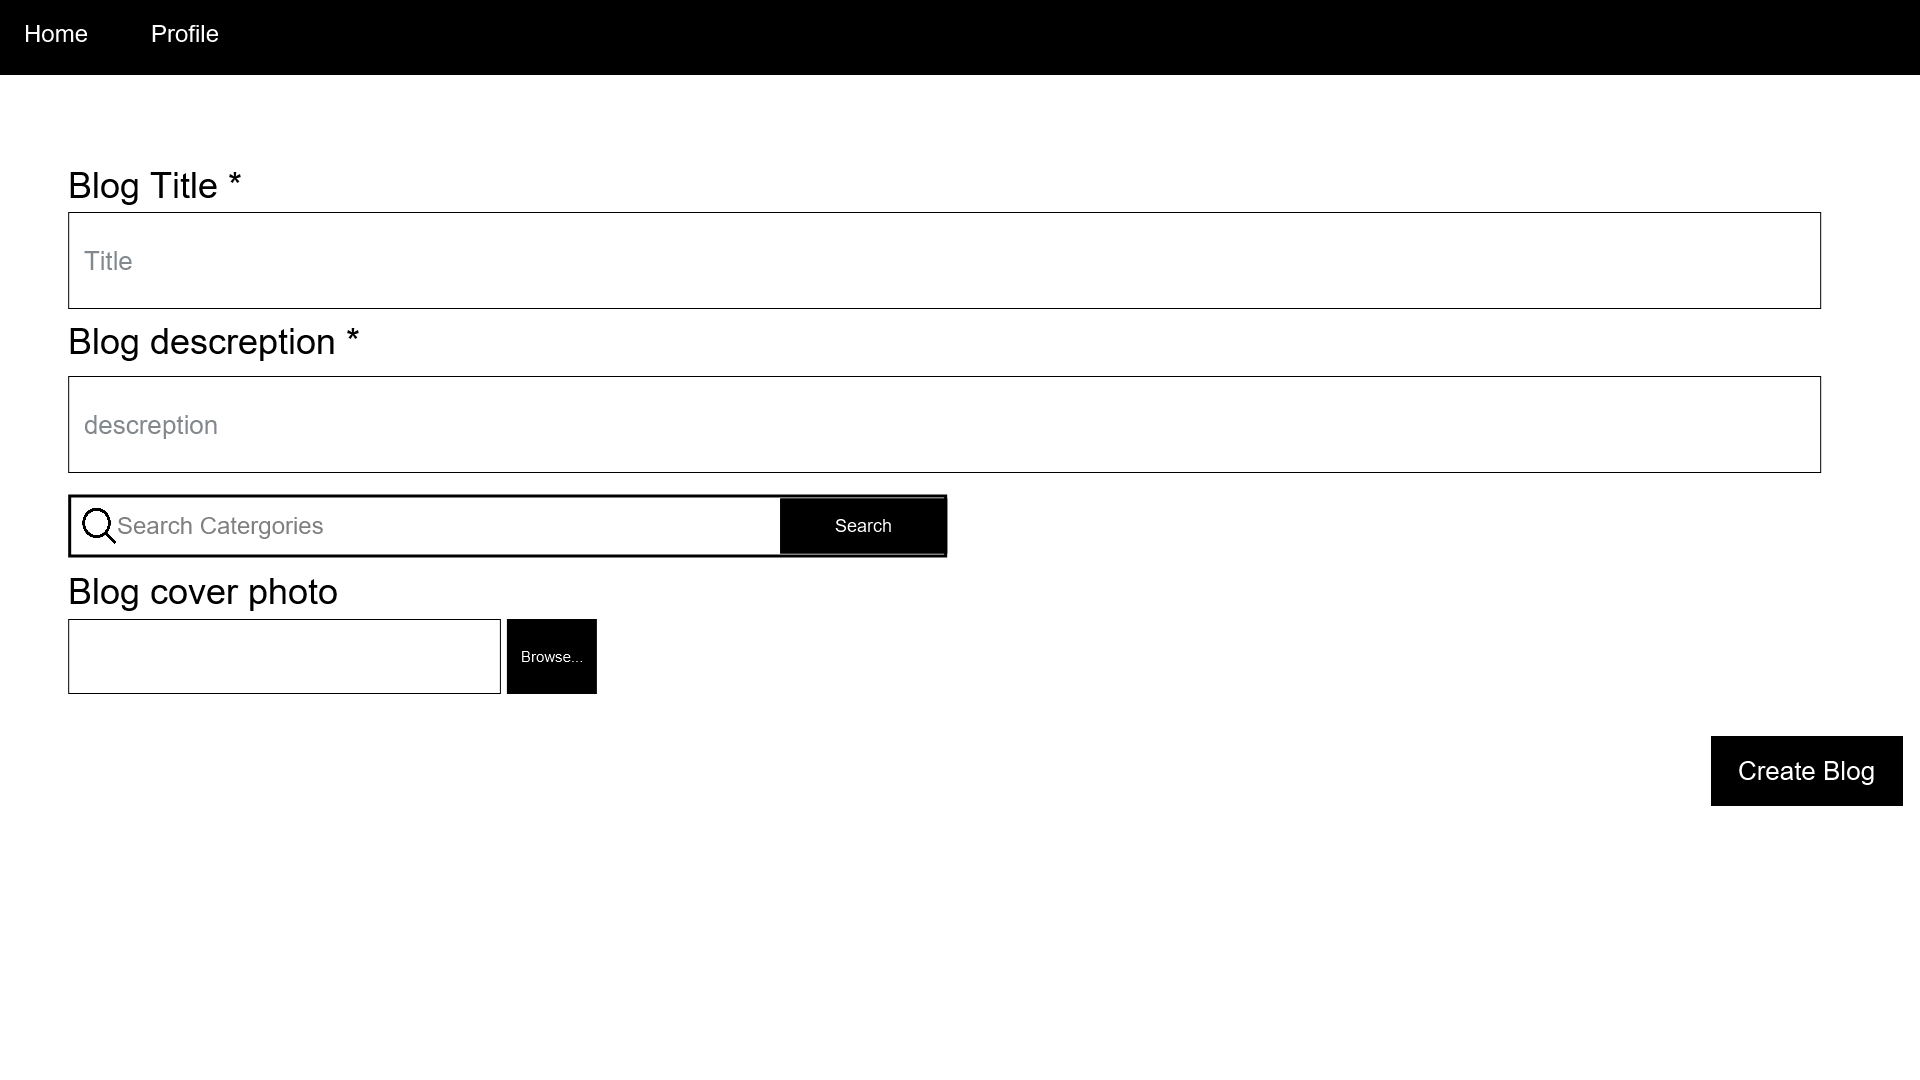 Home Profile
Blog Title *
Title
Blog descreption *
descreption
Search Catergories Search
Blog cover photo
Browse...
Create Blog